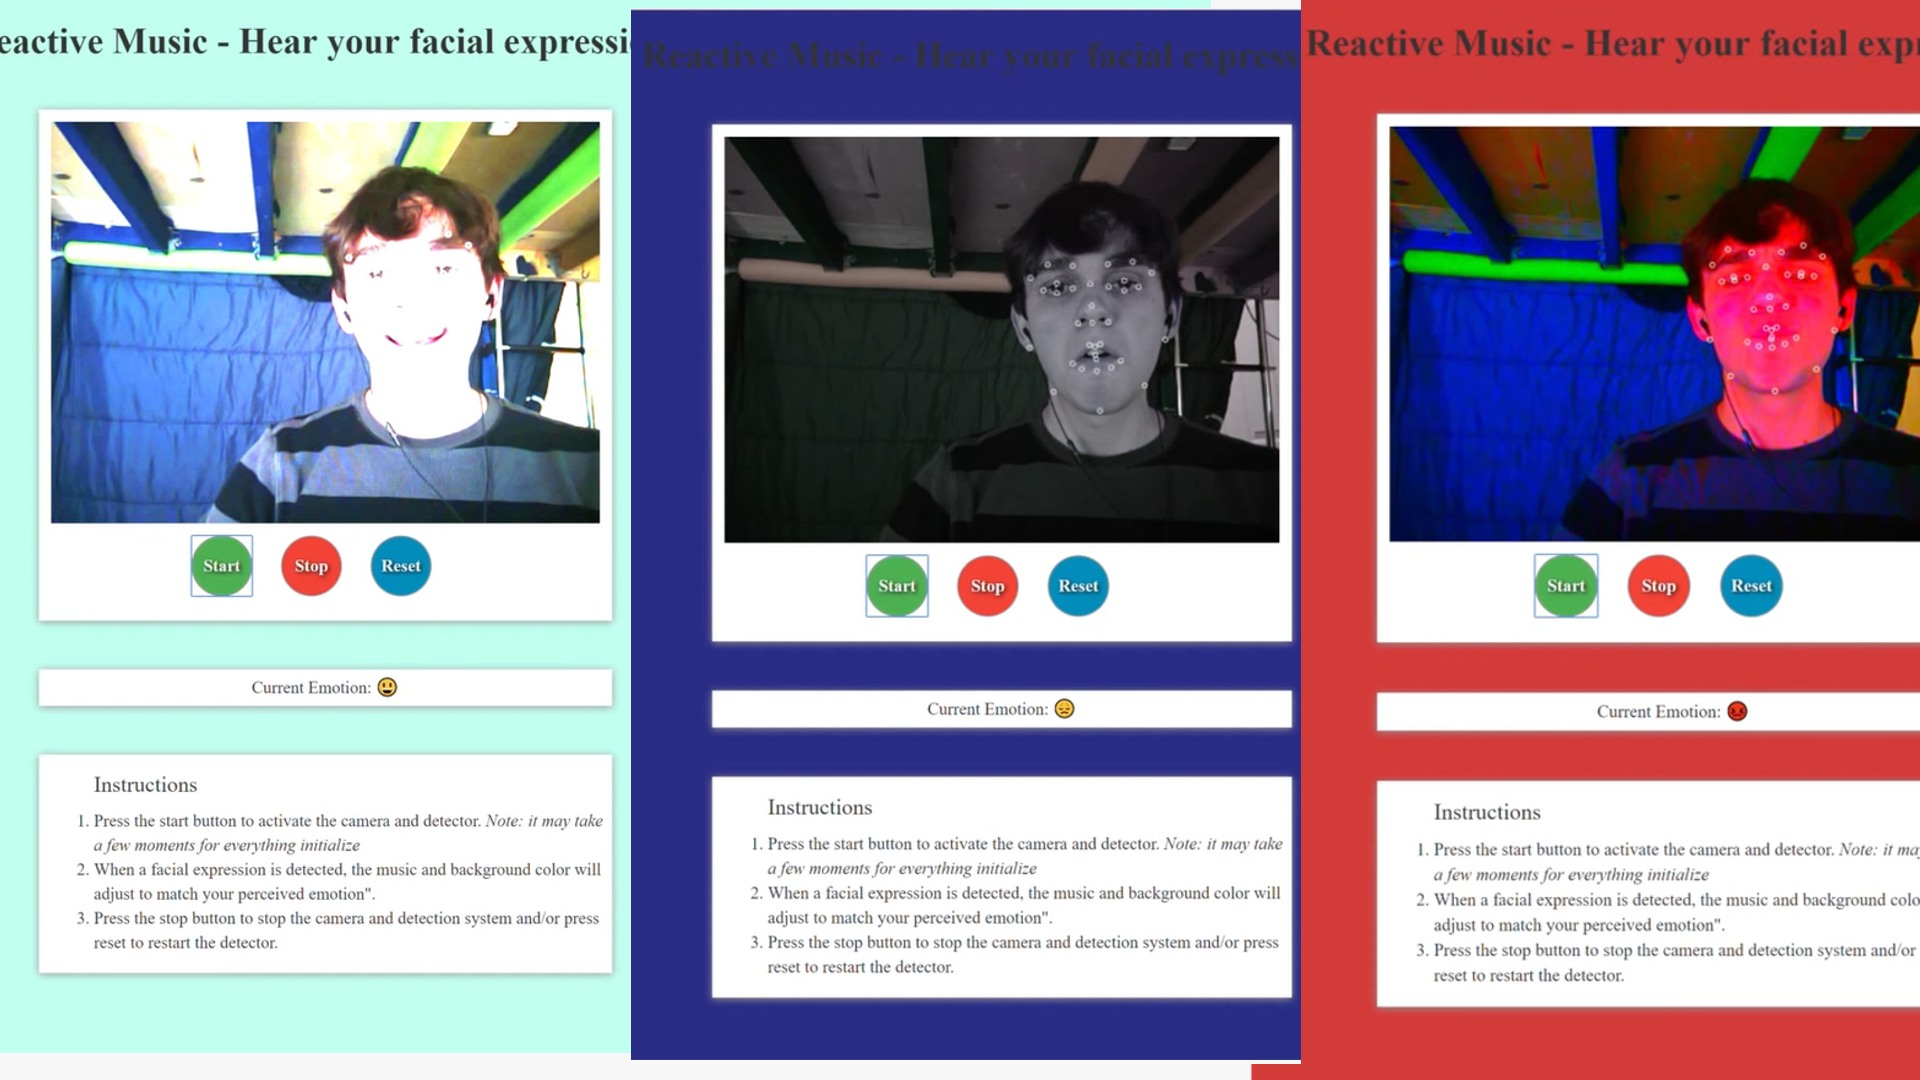 eactive Music - Hear your facial expressi
Start
Stop
Reset
Current Emotion:
Instructions
1. Press the start button to activate the camera and detector. Note: it may take
a few moments for everything initialize
2. When a facial expression is detected, the music and background color will
adjust to match your perceived emotion".
3. Press the stop button to stop the camera and detection system and/or press
reset to restart the detector.
Reactive Music - Hear your facial express
Start
Stop
Reset
Current Emotion:
Instructions
1. Press the start button to activate the camera and detector. Note: it may take
a few moments for everything initialize
2. When a facial expression is detected, the music and background color will
adjust to match your perceived emotion".
3. Press the stop button to stop the camera and detection system and/or press
reset to restart the detector.
Reactive Music - Hear your facial exp
Start
Stop
Reset
Current Emotion:
Instructions
1. Press the start button to activate the camera and detector. Note: it ma
a few moments for everything initialize
2. When a facial expression is detected, the music and background colo
adjust to match your perceived emotion".
3. Press the stop button to stop the camera and detection system and/or
reset to restart the detector.